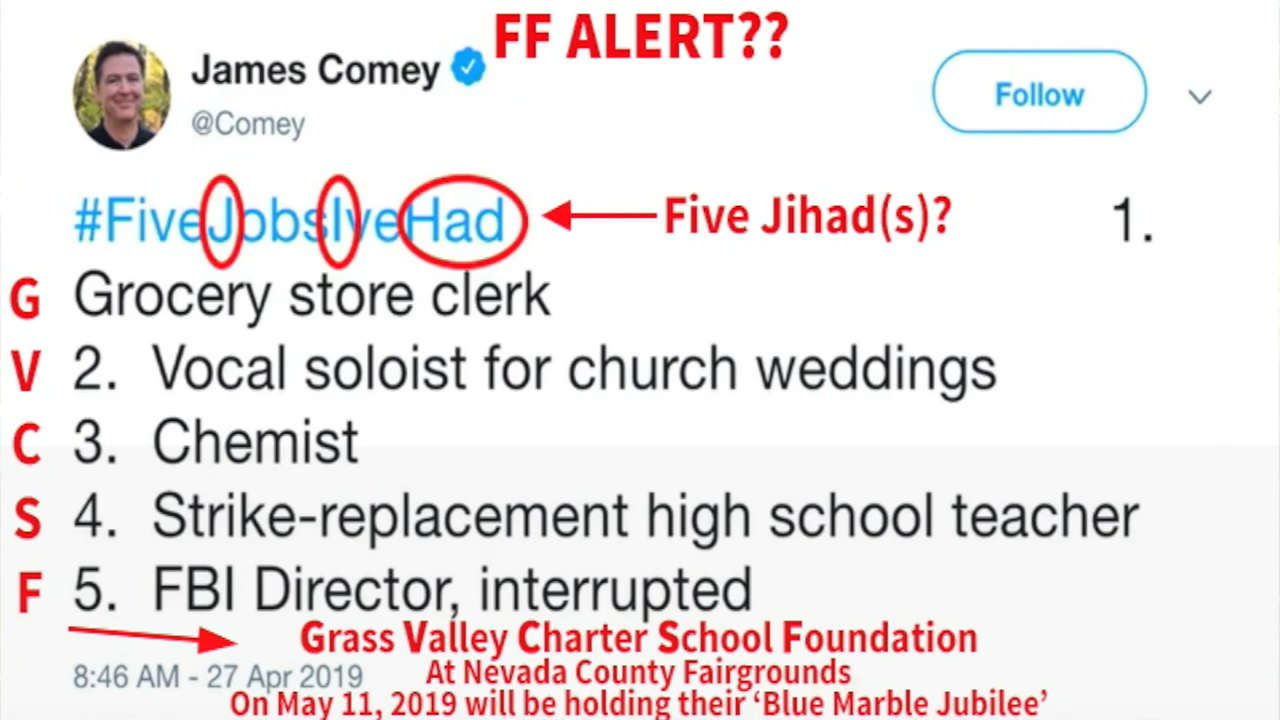 FF ALERT??
James Comey
@Comey
Follow
#FiveJobsIveHad
Five Jihad(s)?
1.
G Grocery store clerk
V 2. Vocal soloist for church weddings
C 3. Chemist
S 4. Strike-replacement high school teacher
F 5. FBI Director, interrupted
Grass Valley Charter School Foundation
8:46 AM - 27 Apr 2019
At Nevada County Fairgrounds
On May 11, 2019 will be holding their ‘Blue Marble Jubilee’